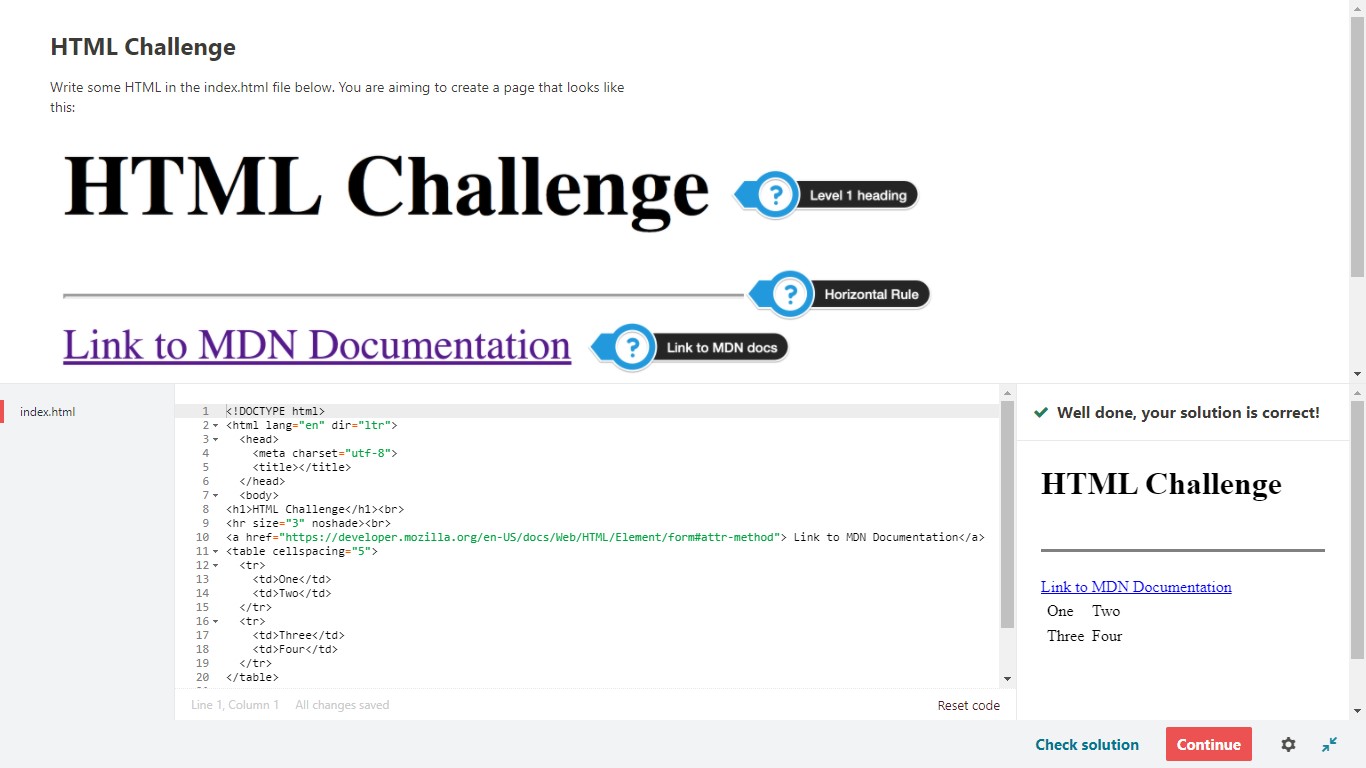 HTML Challenge
Write some HTML in the index.html file below. You are aiming to create a page that looks like
this:
HTML Challenge
Level 1 heading
Horizontal Rule
Link to MDN Documentation
Link to MDN docs
index.html
1 <!DOCTYPE html>
2 <html lang="en" dir="ltr">
3 <head>
4 <meta charset="utf-8">
5 <title></title>
6 </head>
7 <body>
8 <h1>HTML Challenge</h1><br>
9 <hr size="3" noshade><br>
10 <a href="https://developer.mozilla.org/en-US/docs/Web/HTML/Element/form#attr-method"> Link to MDN Documentation</a>
11 <table cellspacing="5">
12 <tr>
13 <td>One</td>
14 <td>Two</td>
15 </tr>
16 <tr>
17 <td>Three</td>
18 <td>Four</td>
19 </tr>
20 </table>
Line 1, Column 1 All changes saved
Reset code
Well done, your solution is correct!
HTML Challenge
Link to MDN Documentation
One Two
Three Four
Check solution
Continue